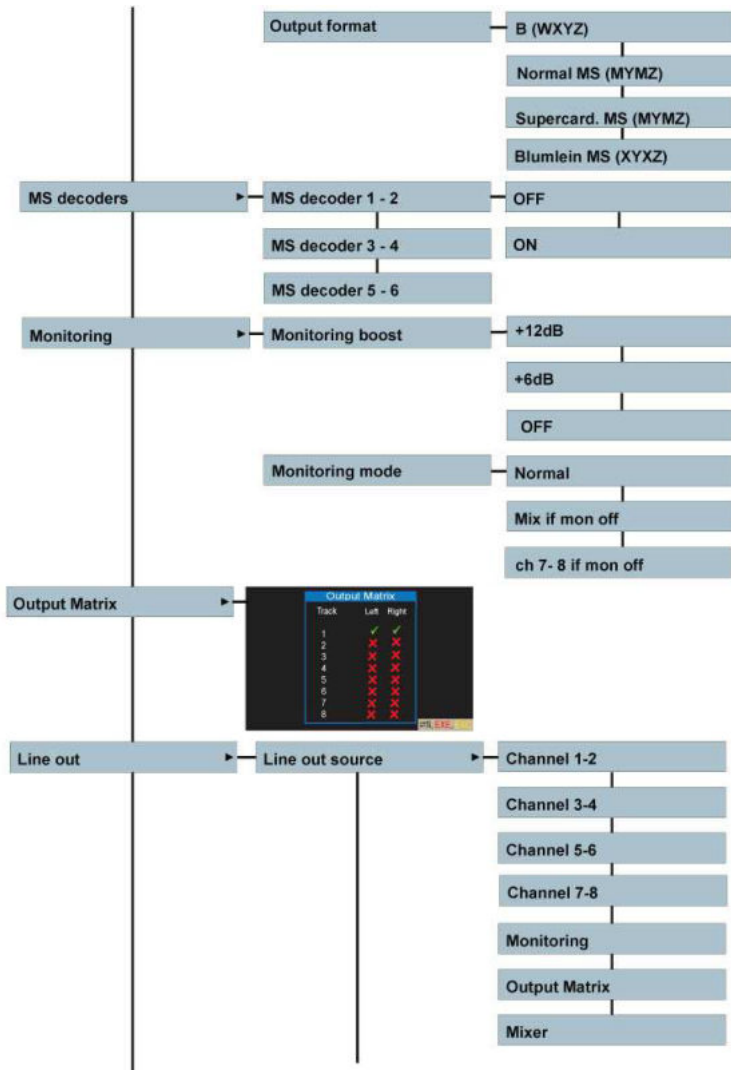 Output format
B (WXYZ)
Normal MS (MYMZ)
Supercard. MS (MYMZ)
Blumlein MS (XYXZ)
MS decoders
MS decoder 1 - 2
OFF
MS decoder 3 - 4
ON
MS decoder 5 - 6
Monitoring
Monitoring boost
+12dB
+6dB
OFF
Monitoring mode
Normal
Mix if mon off
ch 7- 8 if mon off
Output Matrix
Output Matrix
Track Left Right
1
2
3
4
5
6
7
8
Line out
Line out source
Channel 1-2
Channel 3-4
Channel 5-6
Channel 7-8
Monitoring
Output Matrix
Mixer